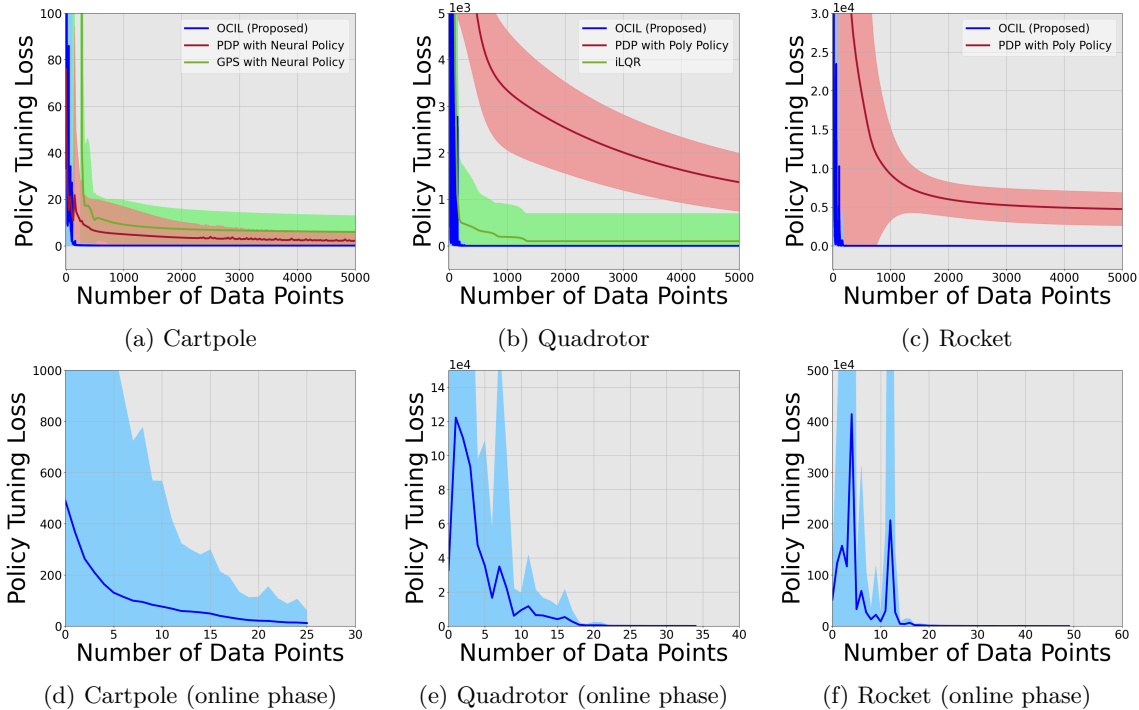 Policy Tuning Loss
100
80
60
40
20
0
OCIL (Proposed)
PDP with Neural Policy
GPS with Neural Policy
0 1000 2000 3000 4000 5000
Number of Data Points
(a) Cartpole
Policy Tuning Loss
1e3
5
4
3
2
1
0
OCIL (Proposed)
PDP with Poly Policy
iLQR
0 1000 2000 3000 4000 5000
Number of Data Points
(b) Quadrotor
Policy Tuning Loss
1e4
3.0
2.5
2.0
1.5
1.0
0.5
0.0
OCIL (Proposed)
PDP with Poly Policy
0 1000 2000 3000 4000 5000
Number of Data Points
(c) Rocket
Policy Tuning Loss
1000
800
600
400
200
0
0 5 10 15 20 25 30
Number of Data Points
(d) Cartpole (online phase)
Policy Tuning Loss
1e4
14
12
10
8
6
4
2
0
0 5 10 15 20 25 30 35 40
Number of Data Points
(e) Quadrotor (online phase)
Policy Tuning Loss
1e4
500
400
300
200
100
0
0 10 20 30 40 50 60
Number of Data Points
(f) Rocket (online phase)